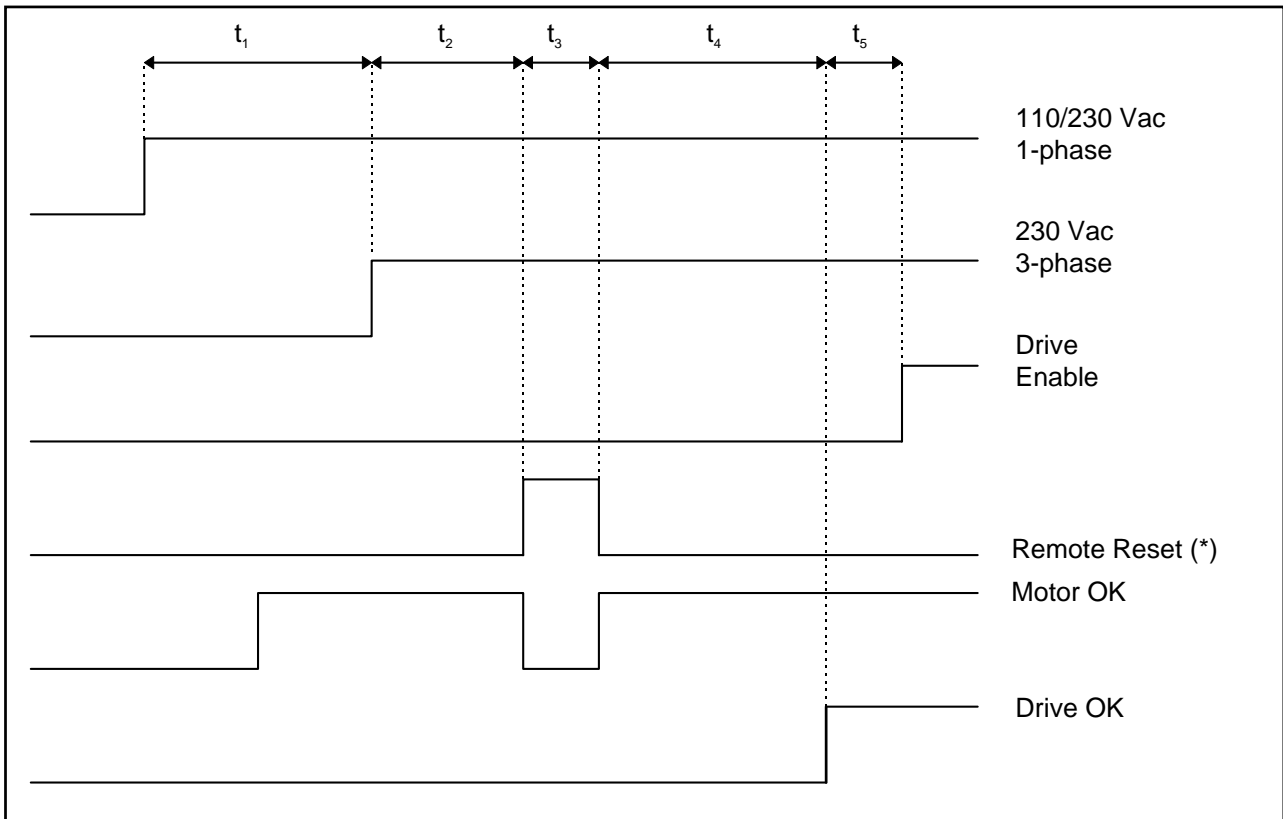 t₁ t₂ t₃ t₄ t₅
110/230 Vac
1-phase
230 Vac
3-phase
Drive
Enable
Remote Reset (*)
Motor OK
Drive OK